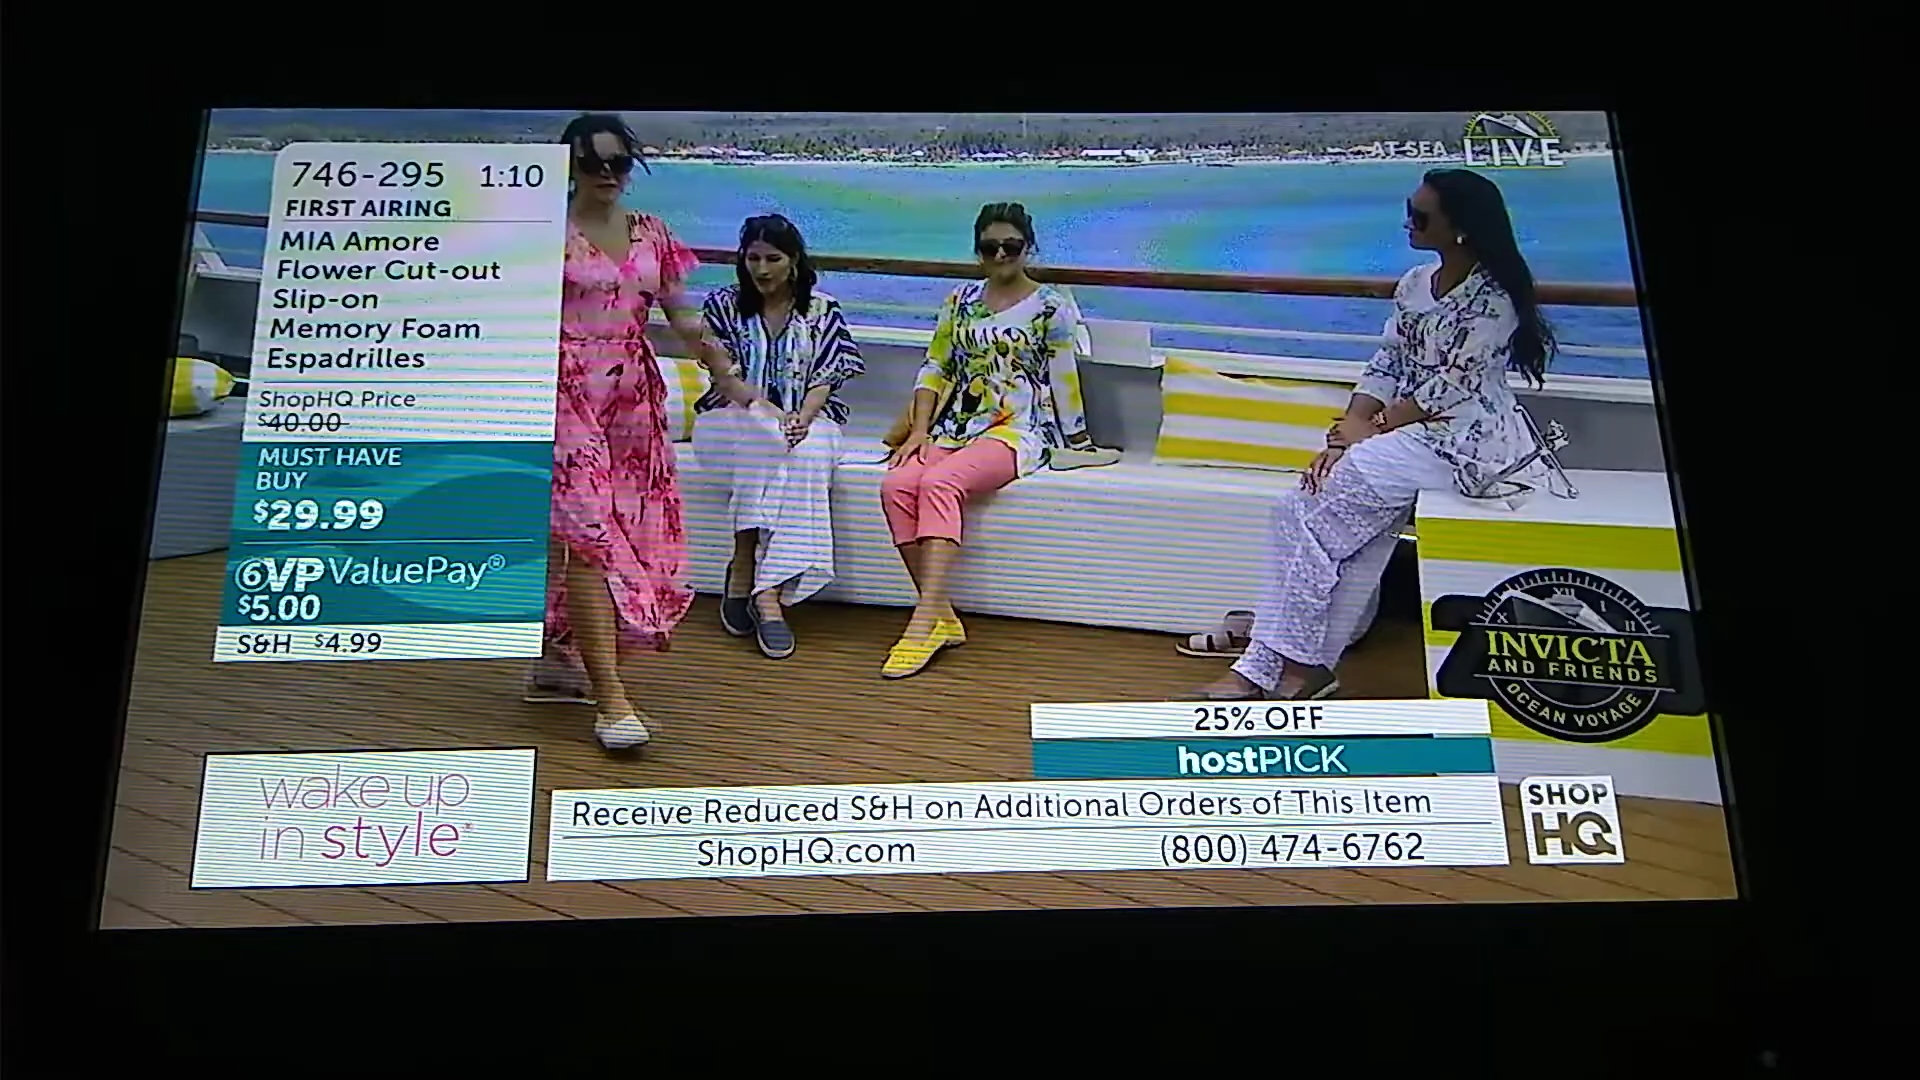 746-295 1:10
FIRST AIRING
MIA Amore
Flower Cut-out
Slip-on
Memory Foam
Espadrilles
ShopHQ Price
$40.00
MUST HAVE
BUY
$29.99
6VP ValuePay®
$5.00
S&H $4.99
AT SEA LIVE
INVICTA
AND FRIENDS
OCEAN VOYAGE
25% OFF
hostPICK
wake up
in style
Receive Reduced S&H on Additional Orders of This Item
ShopHQ.com (800) 474-6762
SHOP
HQ